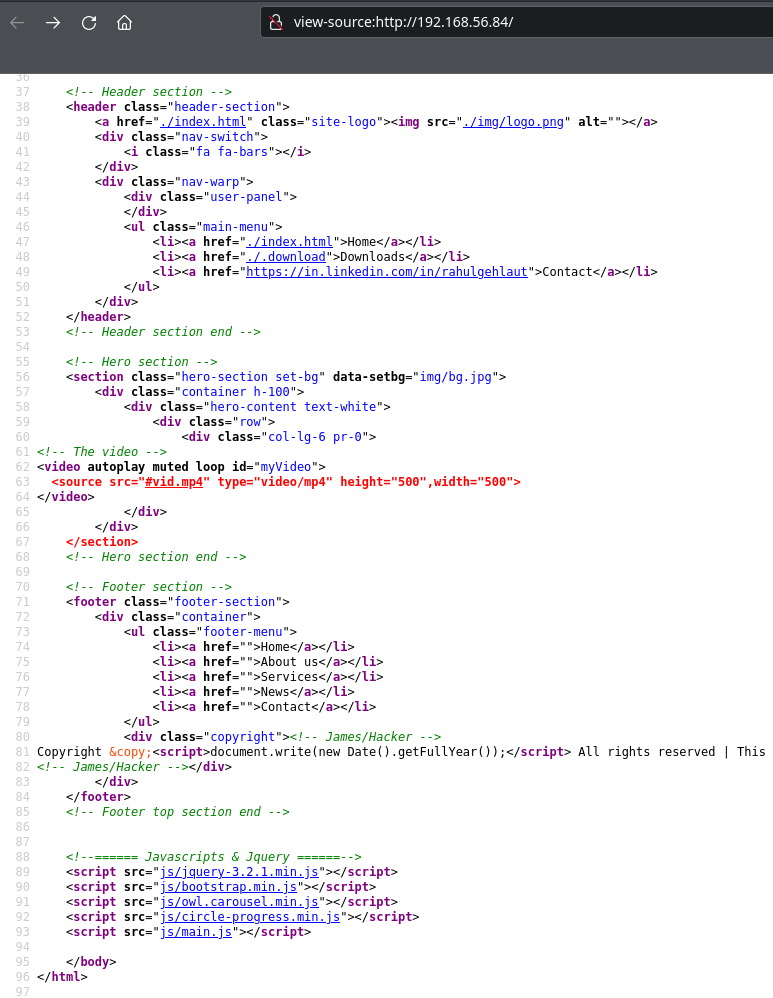 view-source:http://192.168.56.84/
36
37 <!-- Header section -->
38 <header class="header-section">
39 <a href="./index.html" class="site-logo"><img src="./img/logo.png" alt=""></a>
40 <div class="nav-switch">
41 <i class="fa fa-bars"></i>
42 </div>
43 <div class="nav-warp">
44 <div class="user-panel">
45 </div>
46 <ul class="main-menu">
47 <li><a href="./index.html">Home</a></li>
48 <li><a href="./.download">Downloads</a></li>
49 <li><a href="https://in.linkedin.com/in/rahulgehlaut">Contact</a></li>
50 </ul>
51 </div>
52 </header>
53 <!-- Header section end -->
54
55 <!-- Hero section -->
56 <section class="hero-section set-bg" data-setbg="img/bg.jpg">
57 <div class="container h-100">
58 <div class="hero-content text-white">
59 <div class="row">
60 <div class="col-lg-6 pr-0">
61 <!-- The video -->
62 <video autoplay muted loop id="myVideo">
63 <source src="#vid.mp4" type="video/mp4" height="500",width="500">
64 </video>
65 </div>
66 </div>
67 </section>
68 <!-- Hero section end -->
69
70 <!-- Footer section -->
71 <footer class="footer-section">
72 <div class="container">
73 <ul class="footer-menu">
74 <li><a href="">Home</a></li>
75 <li><a href="">About us</a></li>
76 <li><a href="">Services</a></li>
77 <li><a href="">News</a></li>
78 <li><a href="">Contact</a></li>
79 </ul>
80 <div class="copyright"><!-- James/Hacker -->
81 Copyright &copy;<script>document.write(new Date().getFullYear());</script> All rights reserved | This
82 <!-- James/Hacker --></div>
83 </div>
84 </footer>
85 <!-- Footer top section end -->
86
87
88 <!--====== Javascripts & Jquery ======-->
89 <script src="js/jquery-3.2.1.min.js"></script>
90 <script src="js/bootstrap.min.js"></script>
91 <script src="js/owl.carousel.min.js"></script>
92 <script src="js/circle-progress.min.js"></script>
93 <script src="js/main.js"></script>
94
95 </body>
96 </html>
97